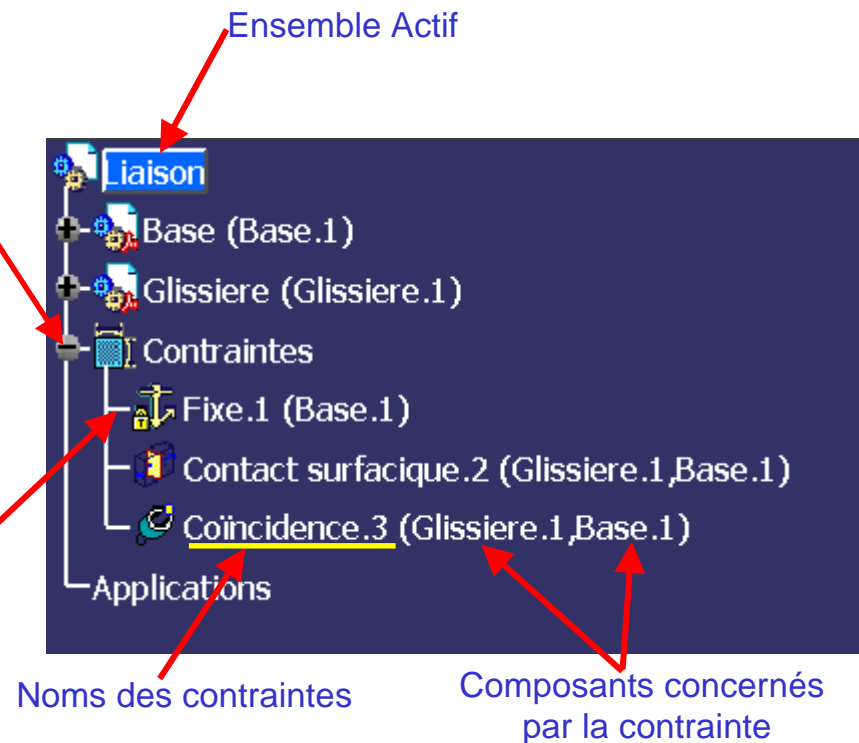 Ensemble Actif
Liaison
Base (Base.1)
Glissiere (Glissiere.1)
Contraintes
Fixe.1 (Base.1)
Contact surfacique.2 (Glissiere.1,Base.1)
Coïncidence.3 (Glissiere.1,Base.1)
Applications
Noms des contraintes
Composants concernés
par la contrainte